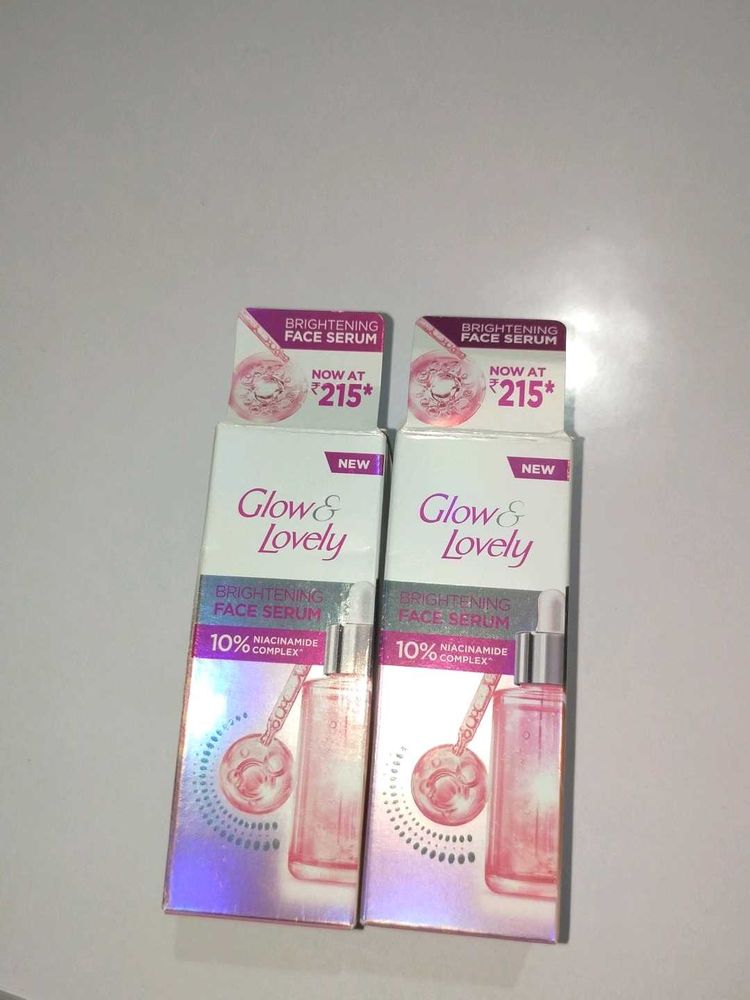 BRIGHTENING
FACE SERUM
NOW AT
₹215*
NEW
Glow&
Lovely
BRIGHTENING
FACE SERUM
10% NIACINAMIDE
COMPLEX^
BRIGHTENING
FACE SERUM
NOW AT
₹215*
NEW
Glow&
Lovely
BRIGHTENING
FACE SERUM
10% NIACINAMIDE
COMPLEX^